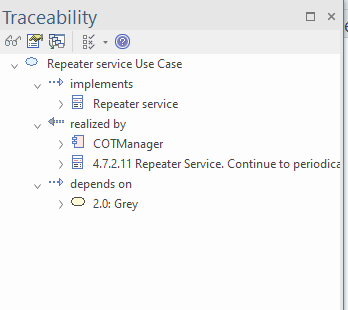 Traceability
Repeater service Use Case
implements
Repeater service
realized by
COTManager
4.7.2.11 Repeater Service. Continue to periodica
depends on
2.0: Grey